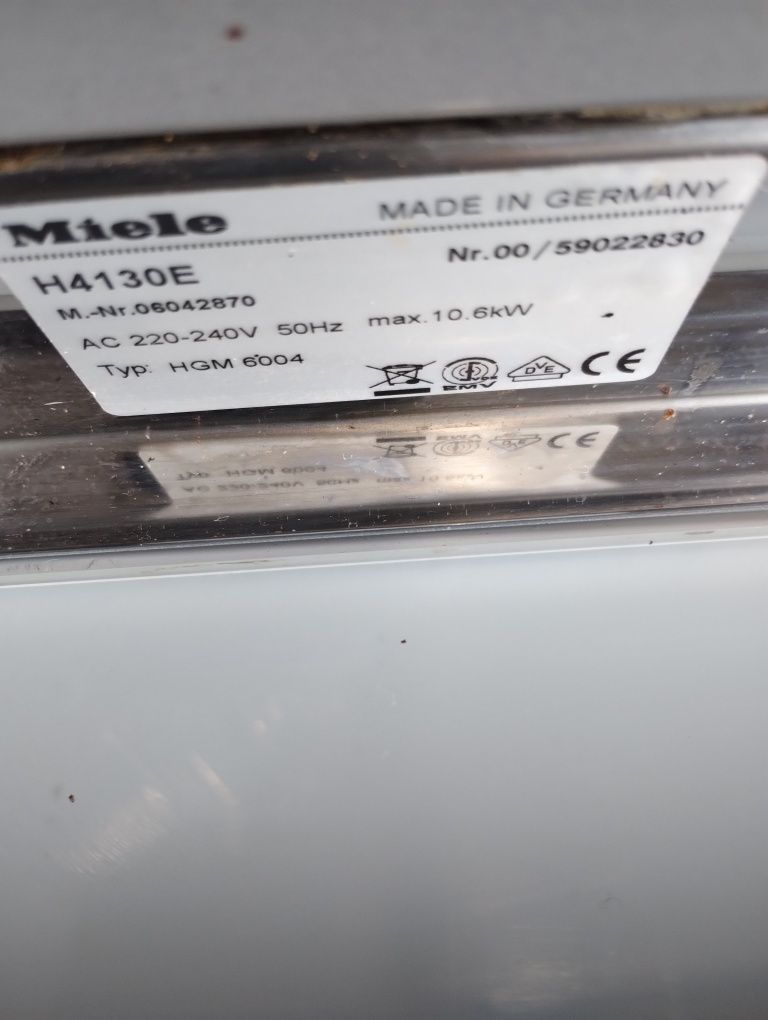 Miele
MADE IN GERMANY
H4130E
Nr.00/59022830
M.-Nr.06042870
AC 220-240V 50Hz max.10.6kW
Typ: HGM 6004
EMV
DVE
CE